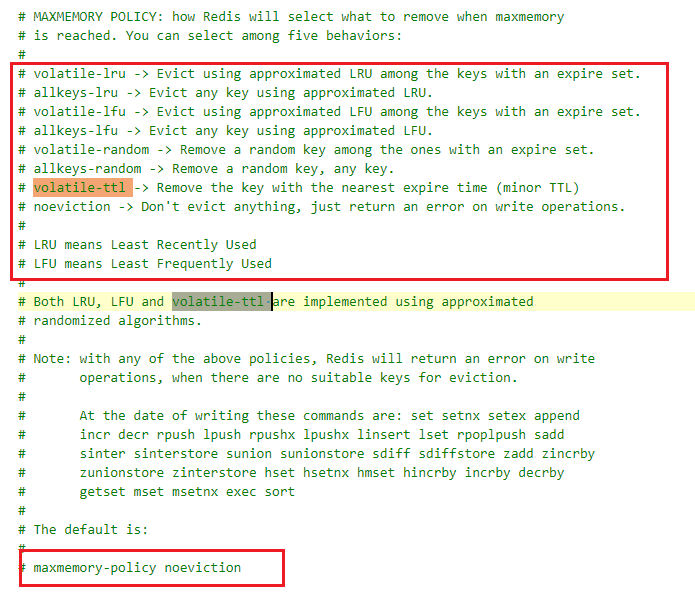 # MAXMEMORY POLICY: how Redis will select what to remove when maxmemory
# is reached. You can select among five behaviors:
#
# volatile-lru -> Evict using approximated LRU among the keys with an expire set.
# allkeys-lru -> Evict any key using approximated LRU.
# volatile-lfu -> Evict using approximated LFU among the keys with an expire set.
# allkeys-lfu -> Evict any key using approximated LFU.
# volatile-random -> Remove a random key among the ones with an expire set.
# allkeys-random -> Remove a random key, any key.
# volatile-ttl -> Remove the key with the nearest expire time (minor TTL)
# noeviction -> Don't evict anything, just return an error on write operations.
#
# LRU means Least Recently Used
# LFU means Least Frequently Used
#
# Both LRU, LFU and volatile-ttl are implemented using approximated
# randomized algorithms.
#
# Note: with any of the above policies, Redis will return an error on write
#       operations, when there are no suitable keys for eviction.
#
#       At the date of writing these commands are: set setnx setex append
#       incr decr rpush lpush rpushx lpushx linsert lset rpoplpush sadd
#       sinter sinterstore sunion sunionstore sdiff sdiffstore zadd zincrby
#       zunionstore zinterstore hset hsetnx hmset hincrby incrby decrby
#       getset mset msetnx exec sort
#
# The default is:
#
# maxmemory-policy noeviction